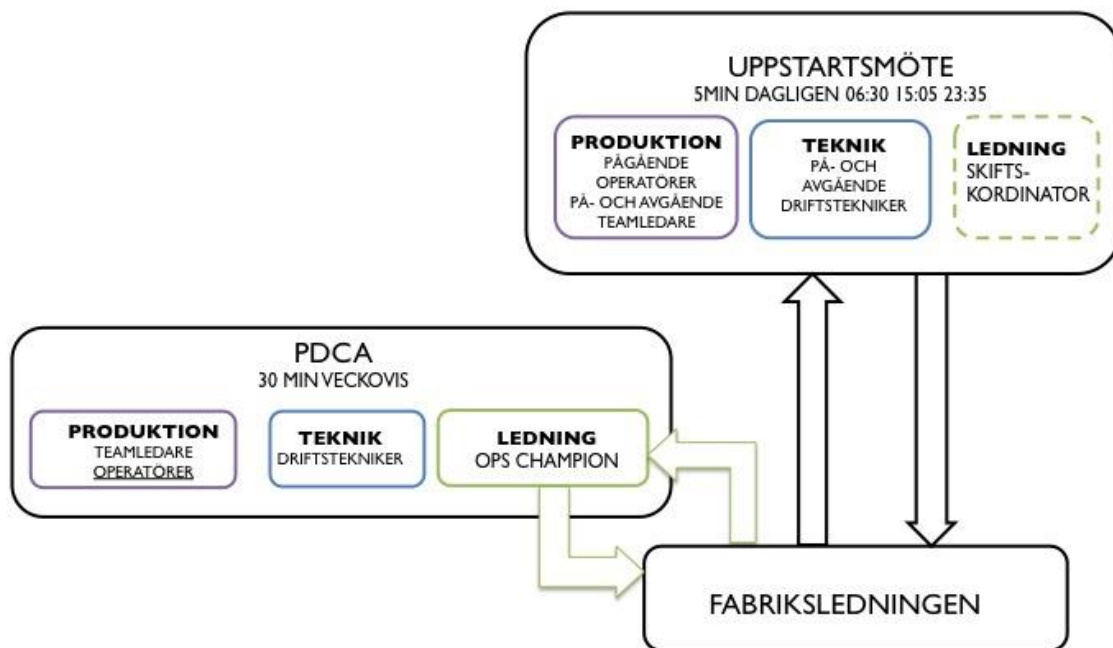 UPPSTARTSMÖTE
5MIN DAGLIGEN 06:30 15:05 23:35
PRODUKTION
PÅGÅENDE
OPERATÖRER
PÅ- OCH AVGÅENDE
TEAMLEDARE
TEKNIK
PÅ- OCH
AVGÅENDE
DRIFTSTEKNIKER
LEDNING
SKIFTS-
KORDINATOR
PDCA
30 MIN VECKOVIS
PRODUKTION
TEAMLEDARE
OPERATÖRER
TEKNIK
DRIFTSTEKNIKER
LEDNING
OPS CHAMPION
FABRIKSLEDNINGEN